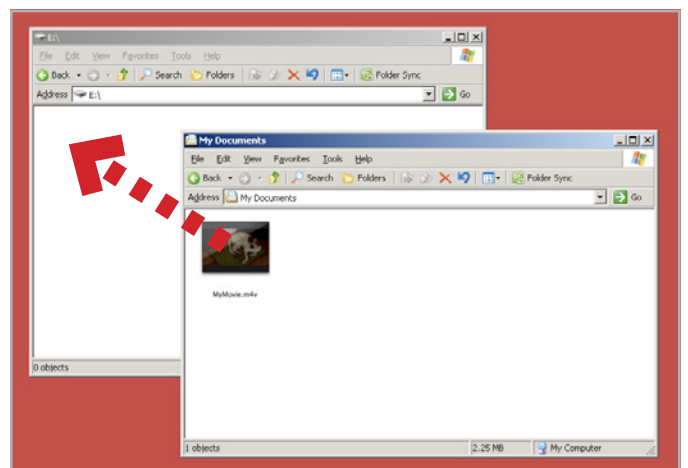 E:\
File Edit View Favorites Tools Help
Back Search Folders Folder Sync
Address E:\ Go
0 objects
My Documents
File Edit View Favorites Tools Help
Back Search Folders Folder Sync
Address My Documents Go
MyMovie.m4v
1 objects 2.25 MB My Computer